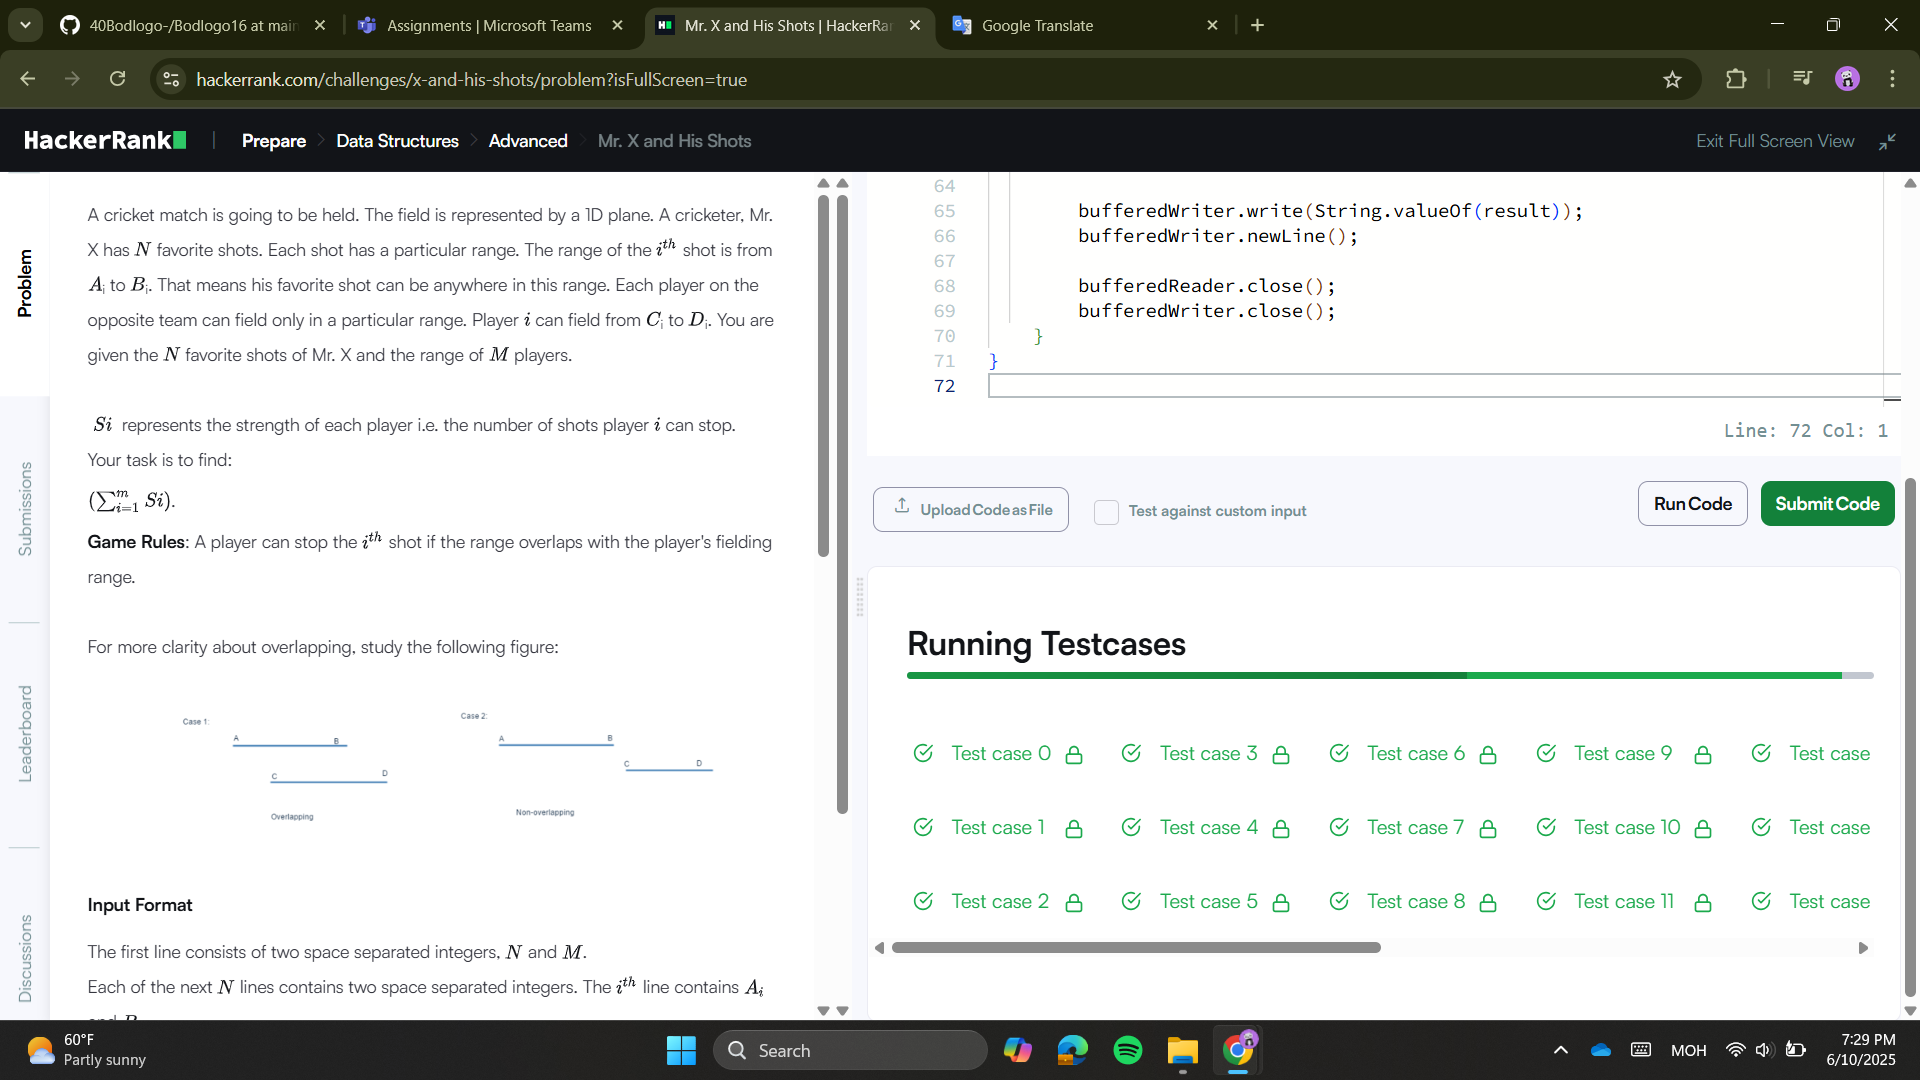 40Bodlogo-/Bodlogo16 at main
Assignments | Microsoft Teams
Mr. X and His Shots | HackerRan
Google Translate
hackerrank.com/challenges/x-and-his-shots/problem?isFullScreen=true
HackerRank
Prepare
Data Structures
Advanced
Mr. X and His Shots
Exit Full Screen View
Problem
Submissions
Leaderboard
Discussions
A cricket match is going to be held. The field is represented by a 1D plane. A cricketer, Mr.
X has N favorite shots. Each shot has a particular range. The range of the i^th shot is from
A_i to B_i. That means his favorite shot can be anywhere in this range. Each player on the
opposite team can field only in a particular range. Player i can field from C_i to D_i. You are
given the N favorite shots of Mr. X and the range of M players.
Si represents the strength of each player i.e. the number of shots player i can stop.
Your task is to find:
(∑_{i=1}^m Si).
Game Rules: A player can stop the i^th shot if the range overlaps with the player's fielding
range.
For more clarity about overlapping, study the following figure:
Case 1:
A B
C D
Overlapping
Case 2:
A B
C D
Non-overlapping
Input Format
The first line consists of two space separated integers, N and M.
Each of the next N lines contains two space separated integers. The i^th line contains A_i
and B
64
65 bufferedWriter.write(String.valueOf(result));
66 bufferedWriter.newLine();
67
68 bufferedReader.close();
69 bufferedWriter.close();
70 }
71 }
72
Line: 72 Col: 1
Upload Code as File
Test against custom input
Run Code
Submit Code
Running Testcases
Test case 0 Test case 3 Test case 6 Test case 9 Test case
Test case 1 Test case 4 Test case 7 Test case 10 Test case
Test case 2 Test case 5 Test case 8 Test case 11 Test case
60°F
Partly sunny
Search
MOH
7:29 PM
6/10/2025